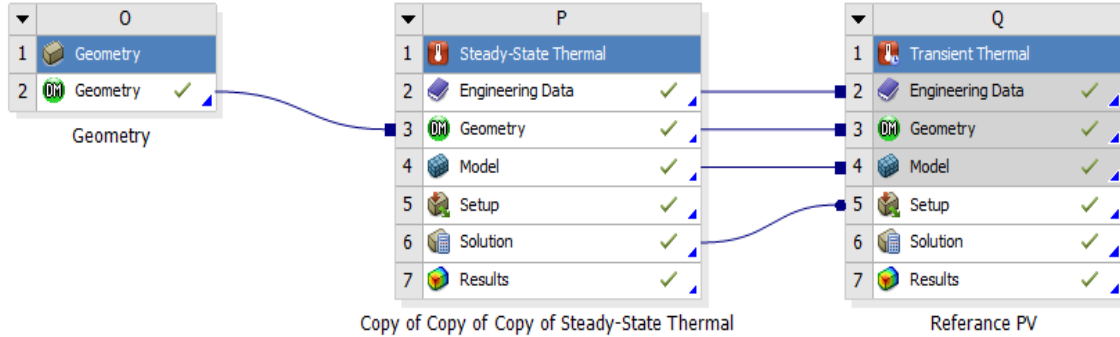 O
1 Geometry
2 DM Geometry
Geometry
P
1 Steady-State Thermal
2 Engineering Data
3 DM Geometry
4 Model
5 Setup
6 Solution
7 Results
Copy of Copy of Copy of Steady-State Thermal
Q
1 Transient Thermal
2 Engineering Data
3 DM Geometry
4 Model
5 Setup
6 Solution
7 Results
Referance PV